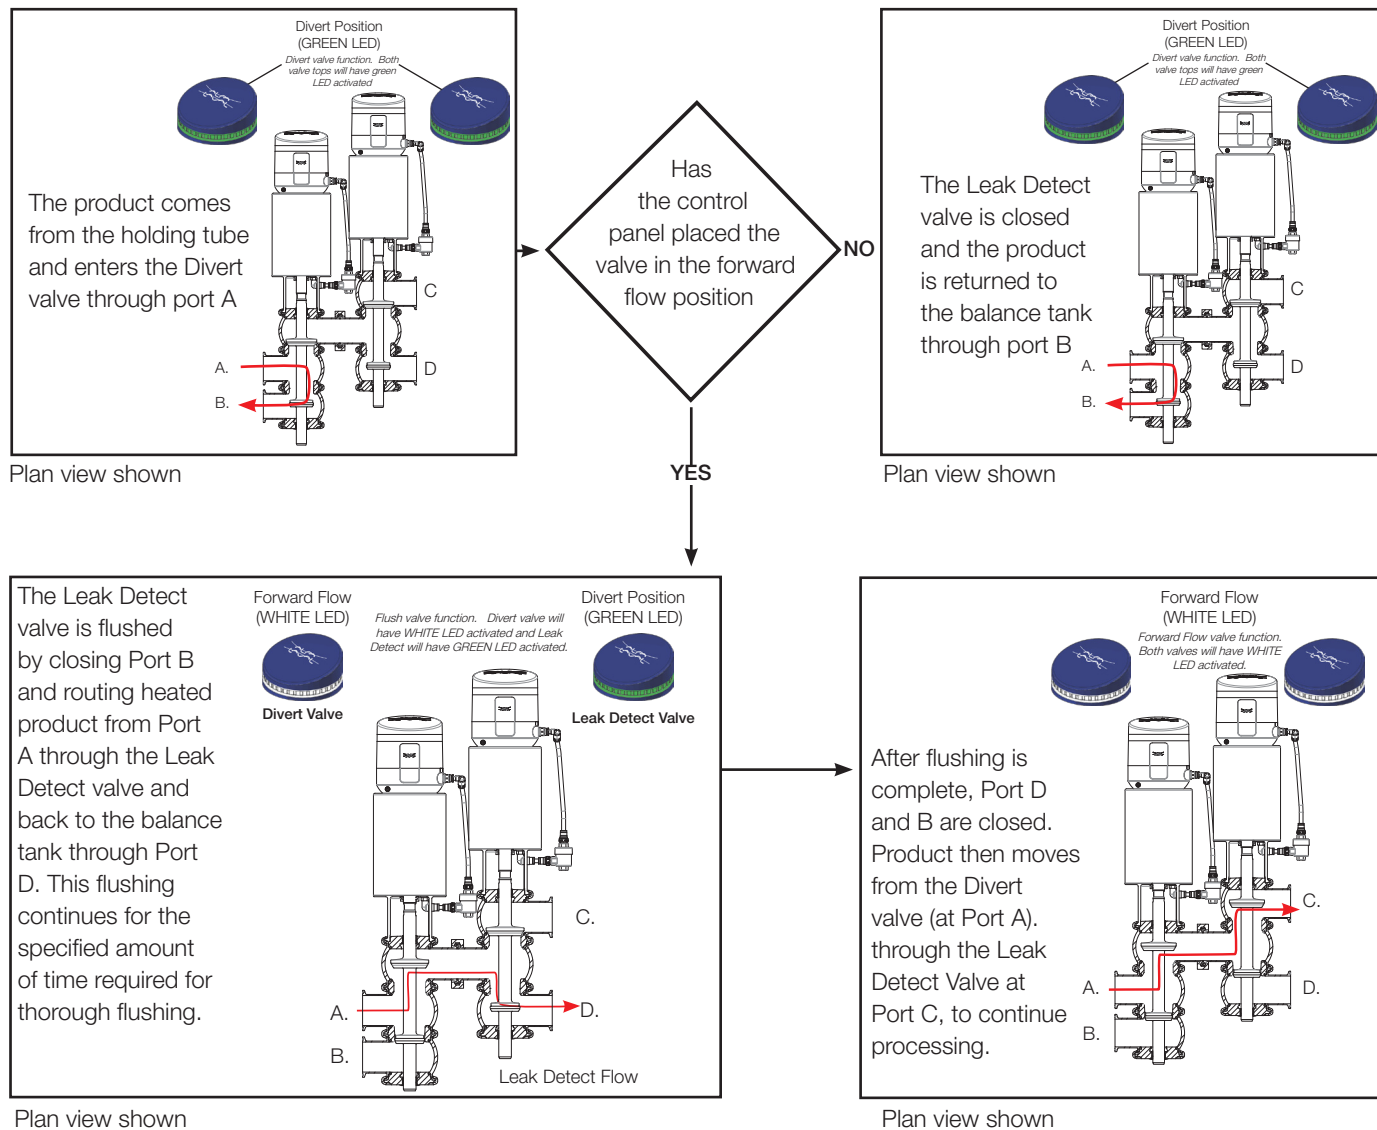 Divert Position
(GREEN LED)
Divert valve function. Both
valve tops will have green
LED activated
The product comes
from the holding tube
and enters the Divert
valve through port A
C
D
A.
B.
Plan view shown
Has
the control
panel placed the
valve in the forward
flow position
NO
YES
Divert Position
(GREEN LED)
Divert valve function. Both
valve tops will have green
LED activated
The Leak Detect
valve is closed
and the product
is returned to
the balance tank
through port B
C
D
A.
B.
Plan view shown
The Leak Detect
valve is flushed
by closing Port B
and routing heated
product from Port
A through the Leak
Detect valve and
back to the balance
tank through Port
D. This flushing
continues for the
specified amount
of time required for
thorough flushing.
Forward Flow
(WHITE LED)
Divert Valve
Flush valve function. Divert valve will
have WHITE LED activated and Leak
Detect will have GREEN LED activated.
Divert Position
(GREEN LED)
Leak Detect Valve
C.
A.
D.
B.
Leak Detect Flow
Plan view shown
Forward Flow
(WHITE LED)
Forward Flow valve function.
Both valves will have WHITE
LED activated.
After flushing is
complete, Port D
and B are closed.
Product then moves
from the Divert
valve (at Port A).
through the Leak
Detect Valve at
Port C, to continue
processing.
C.
A.
D.
B.
Plan view shown